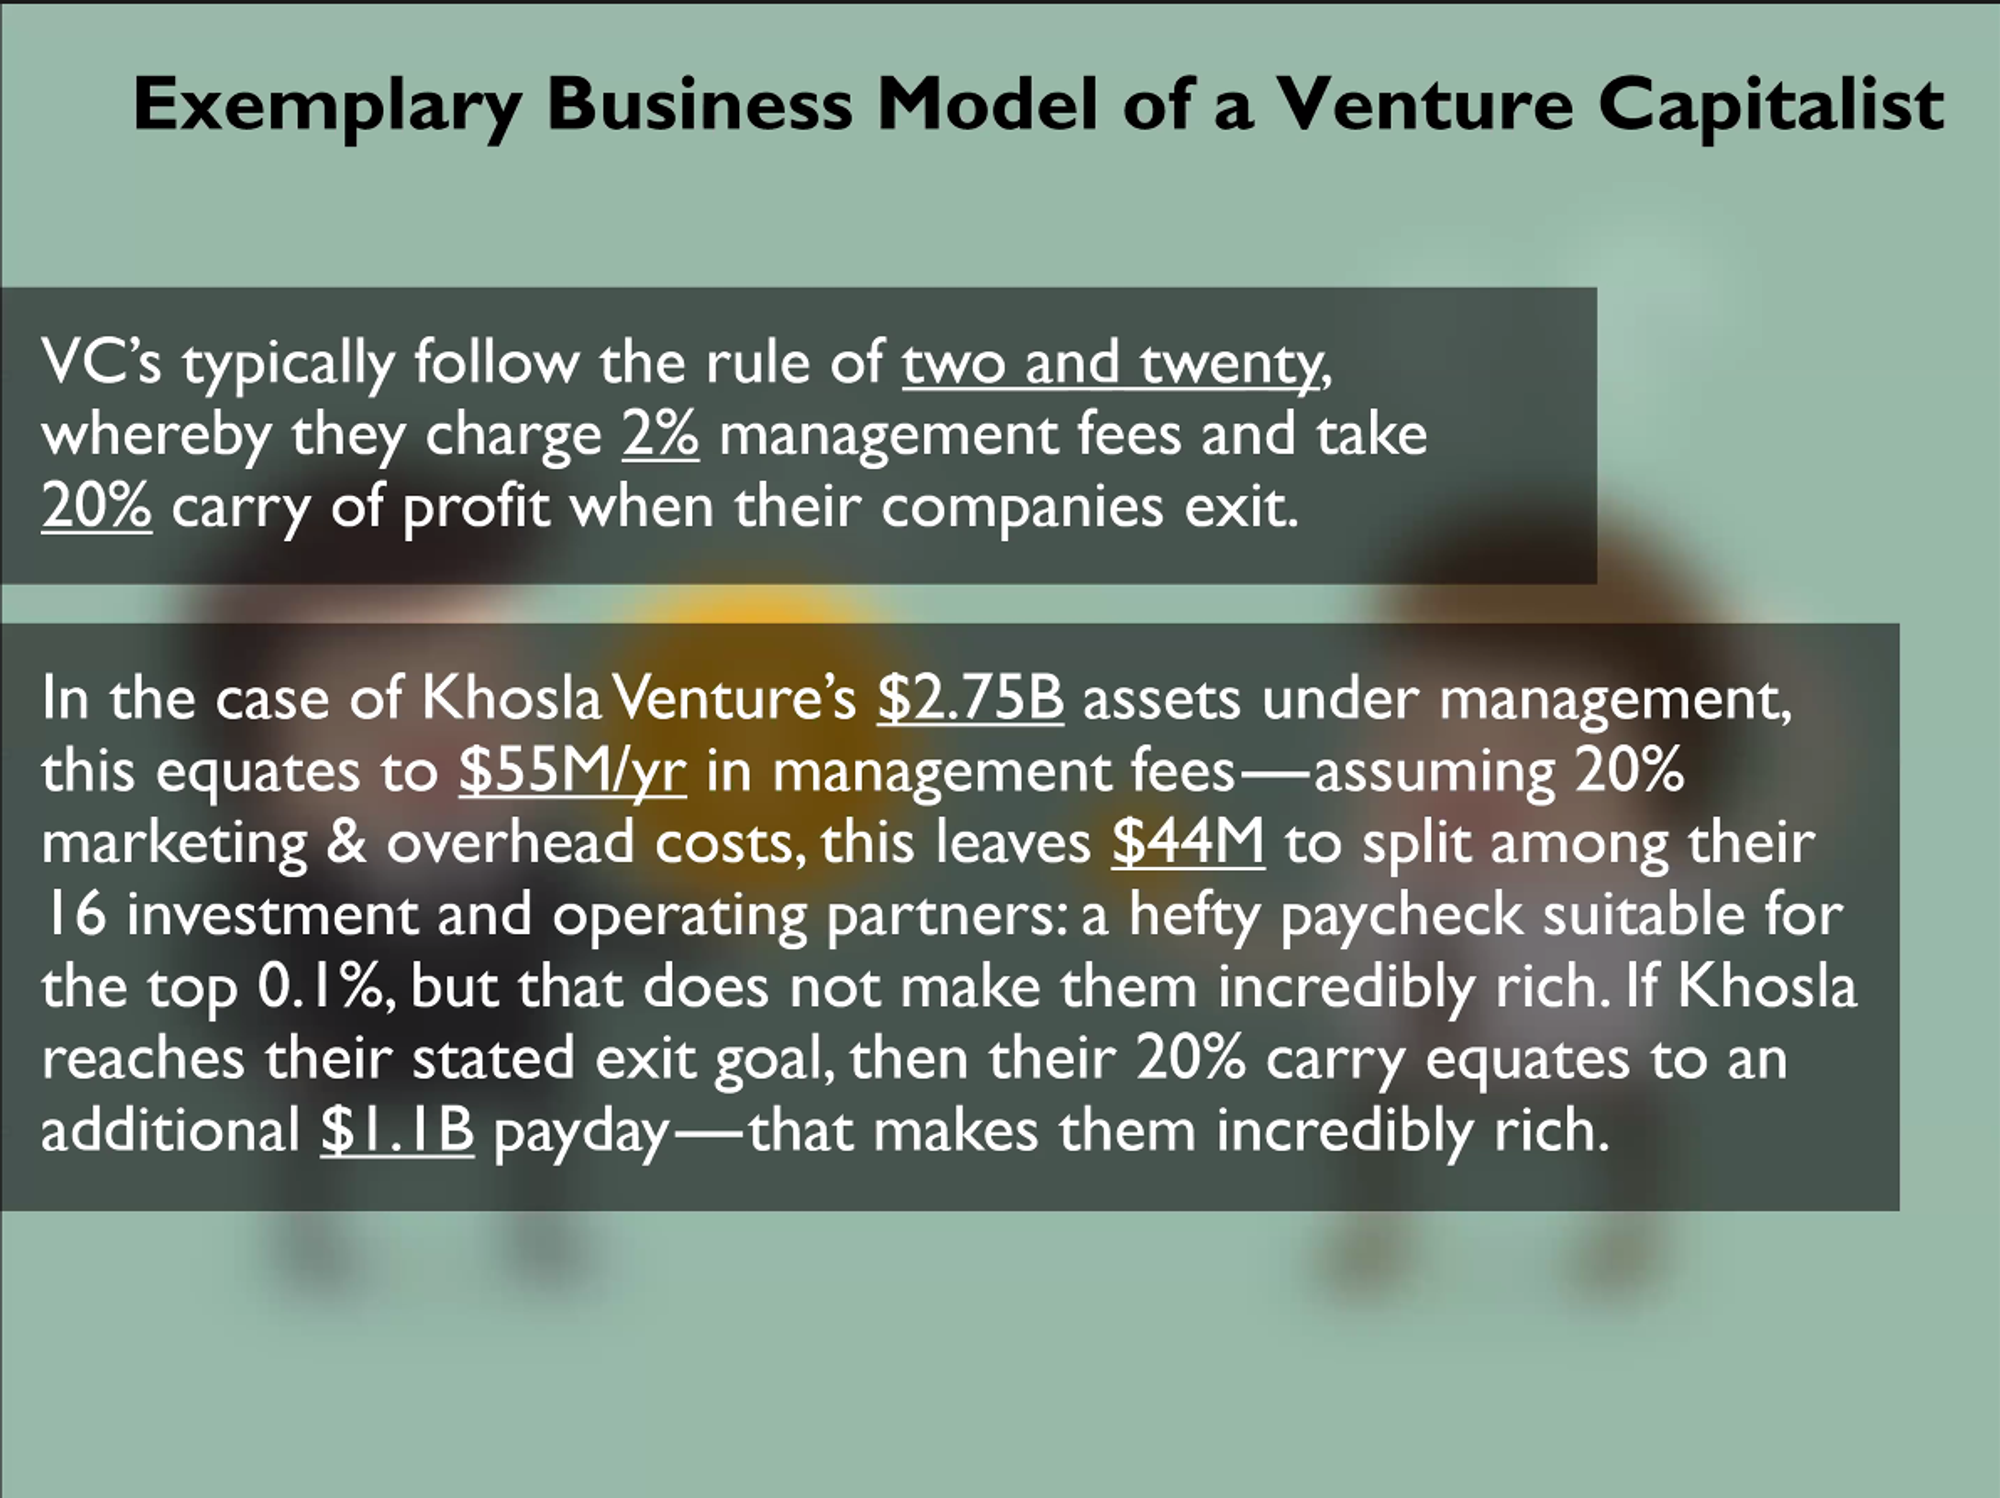 Exemplary Business Model of a Venture Capitalist
VC’s typically follow the rule of two and twenty,
whereby they charge 2% management fees and take
20% carry of profit when their companies exit.
In the case of Khosla Venture’s $2.75B assets under management,
this equates to $55M/yr in management fees—assuming 20%
marketing & overhead costs, this leaves $44M to split among their
16 investment and operating partners: a hefty paycheck suitable for
the top 0.1%, but that does not make them incredibly rich. If Khosla
reaches their stated exit goal, then their 20% carry equates to an
additional $1.1B payday—that makes them incredibly rich.